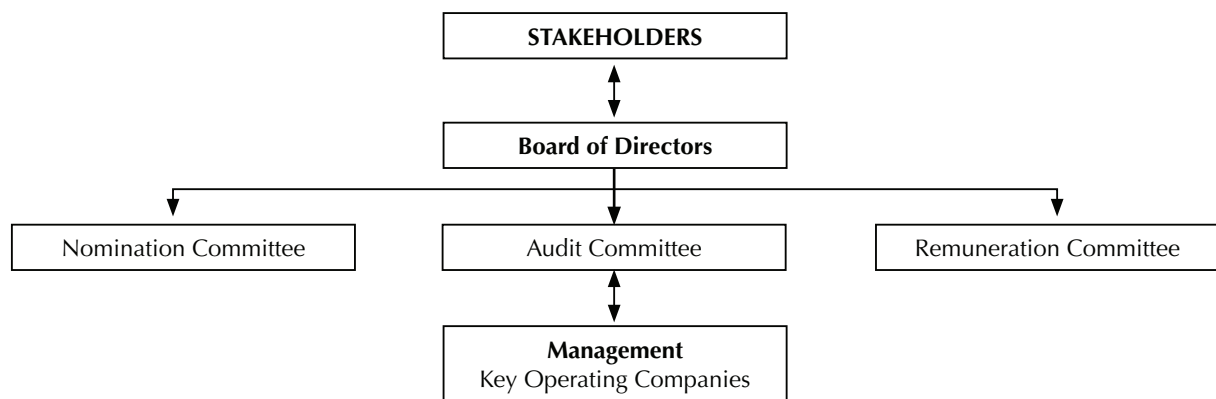 STAKEHOLDERS
Board of Directors
Nomination Committee
Audit Committee
Remuneration Committee
Management
Key Operating Companies